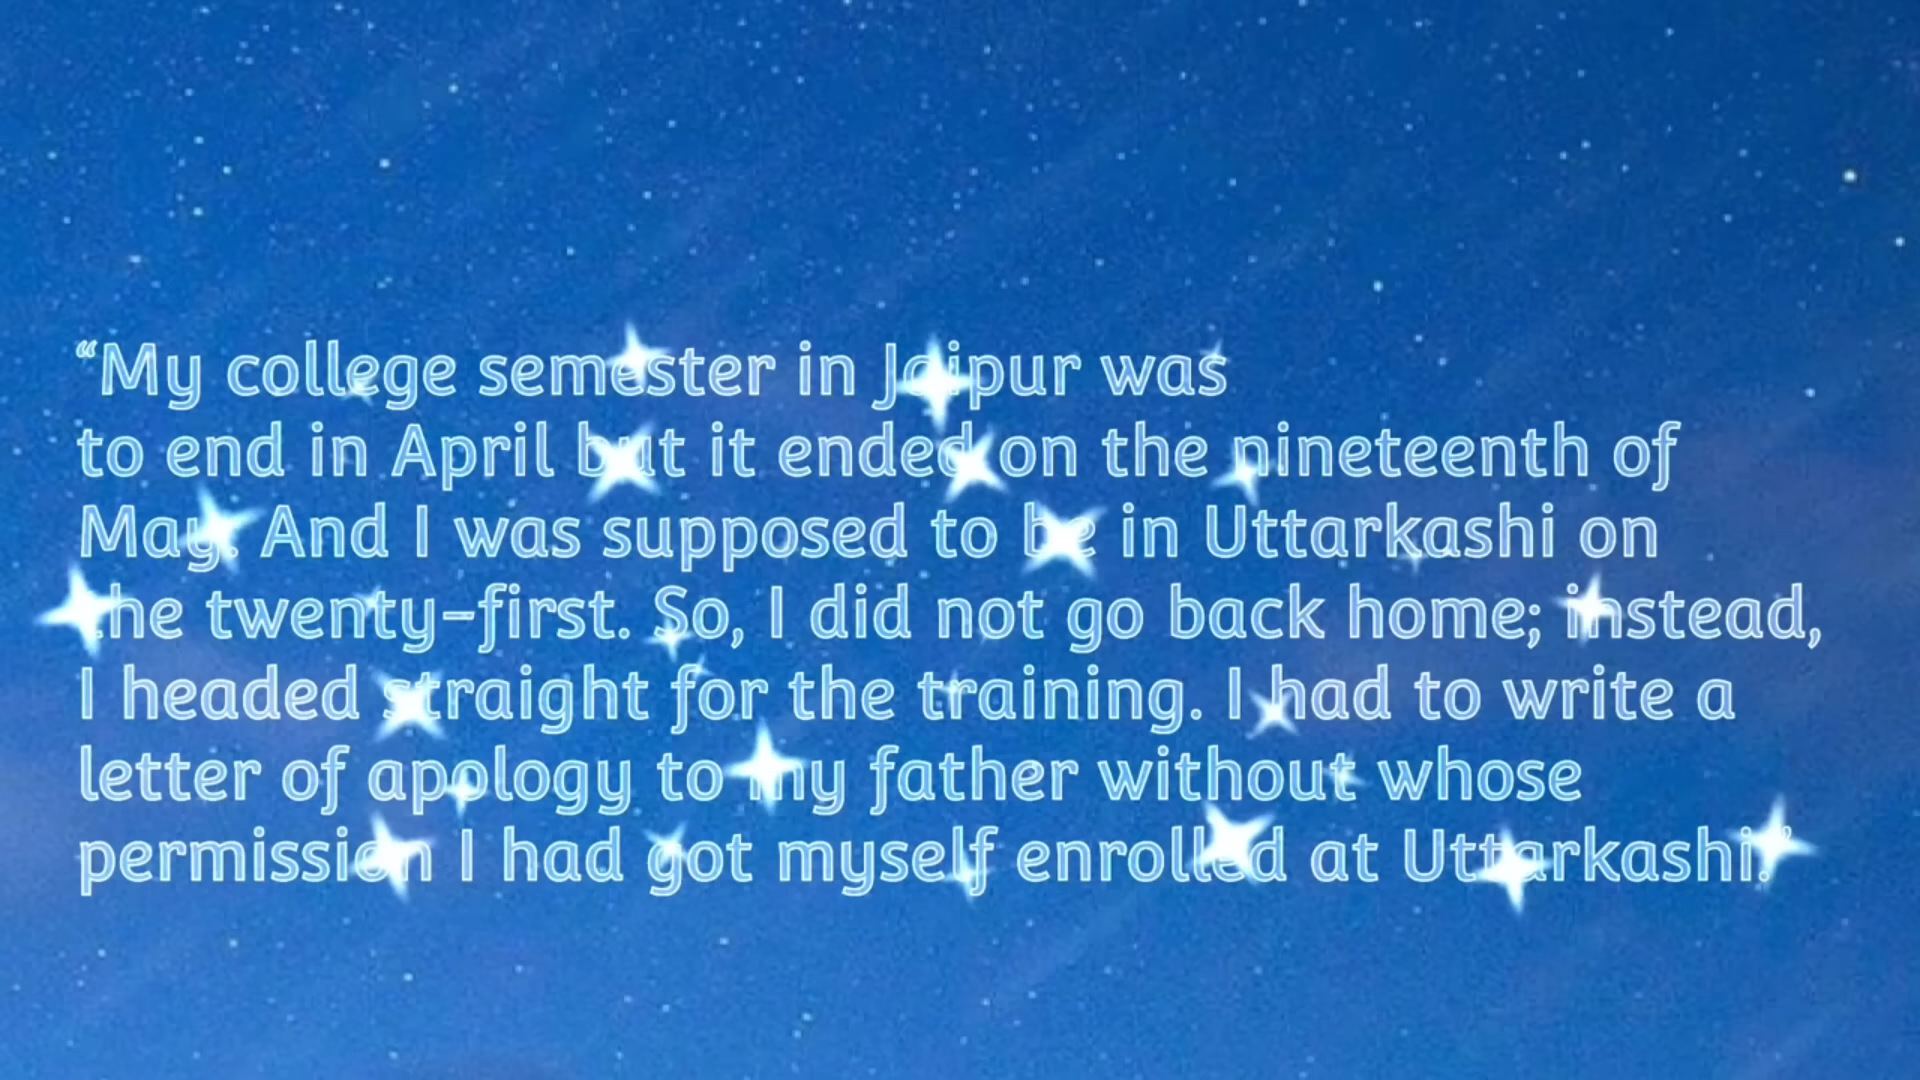 “My college semester in Jaipur was
to end in April but it ended on the nineteenth of
May. And I was supposed to be in Uttarkashi on
the twenty-first. So, I did not go back home; instead,
I headed straight for the training. I had to write a
letter of apology to my father without whose
permission I had got myself enrolled at Uttarkashi.”